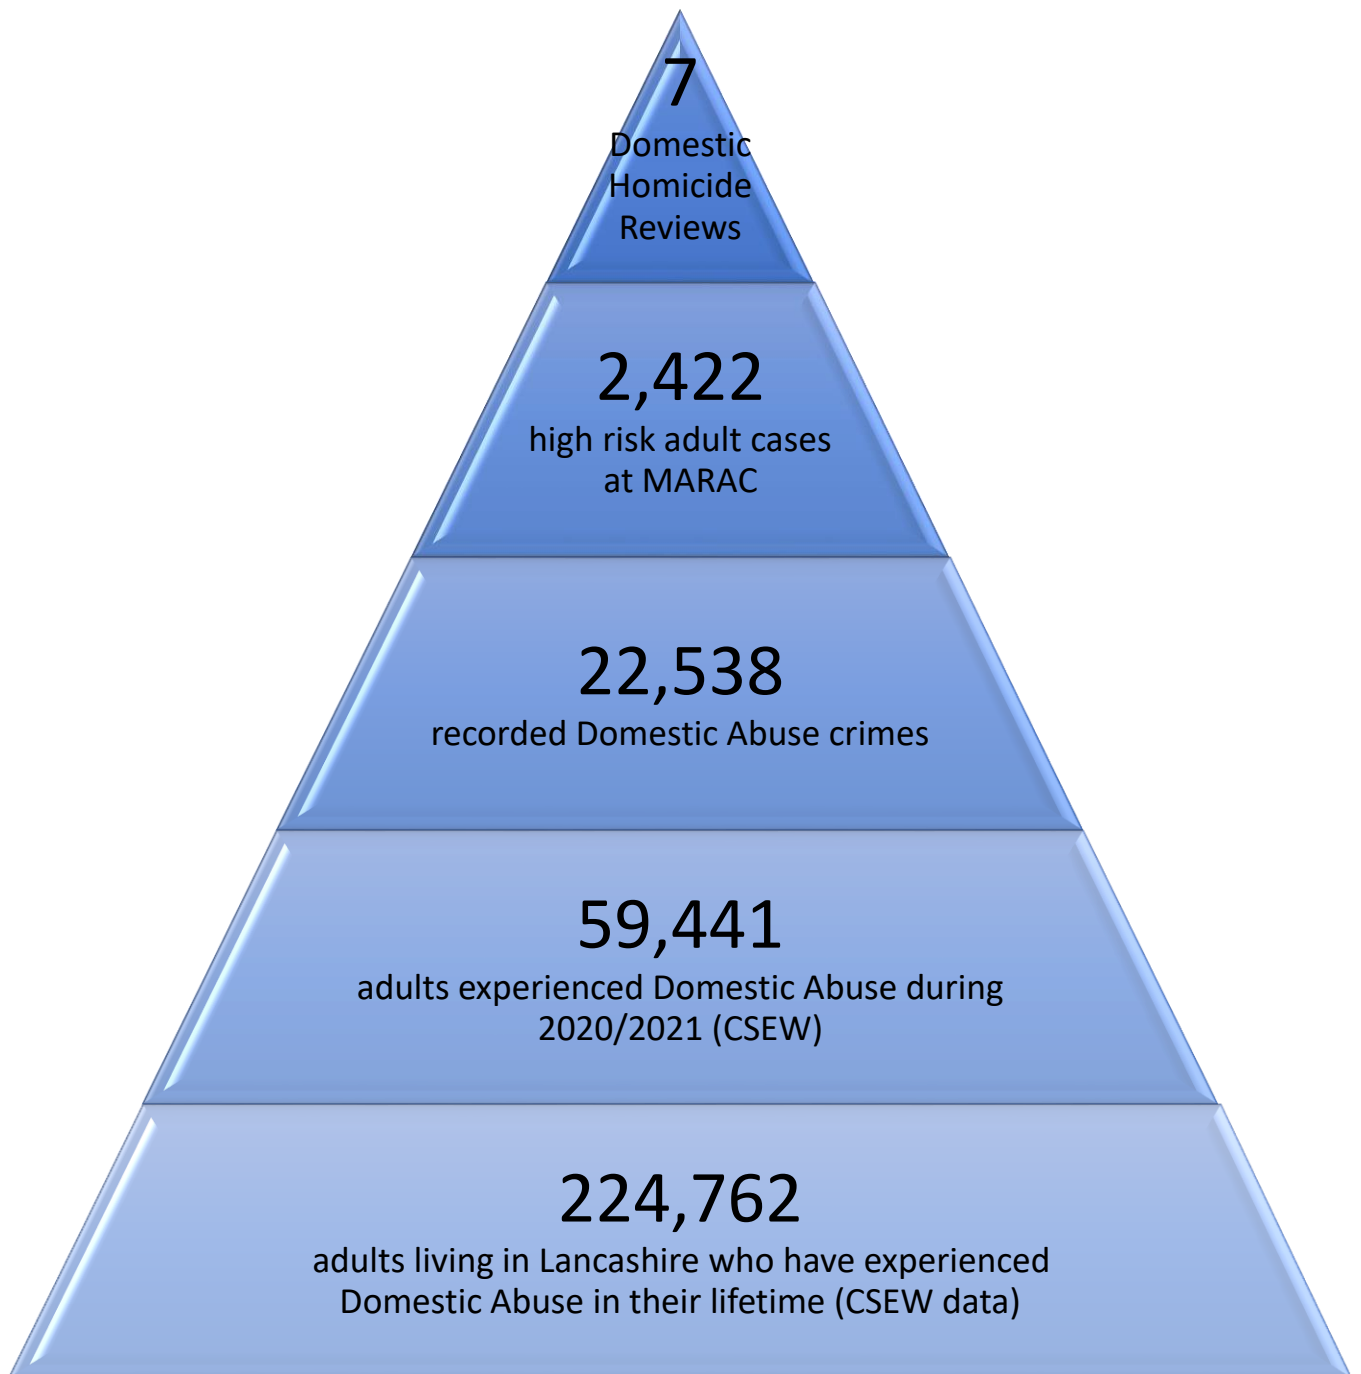 7
Domestic
Homicide
Reviews
2,422
high risk adult cases
at MARAC
22,538
recorded Domestic Abuse crimes
59,441
adults experienced Domestic Abuse during
2020/2021 (CSEW)
224,762
adults living in Lancashire who have experienced
Domestic Abuse in their lifetime (CSEW data)